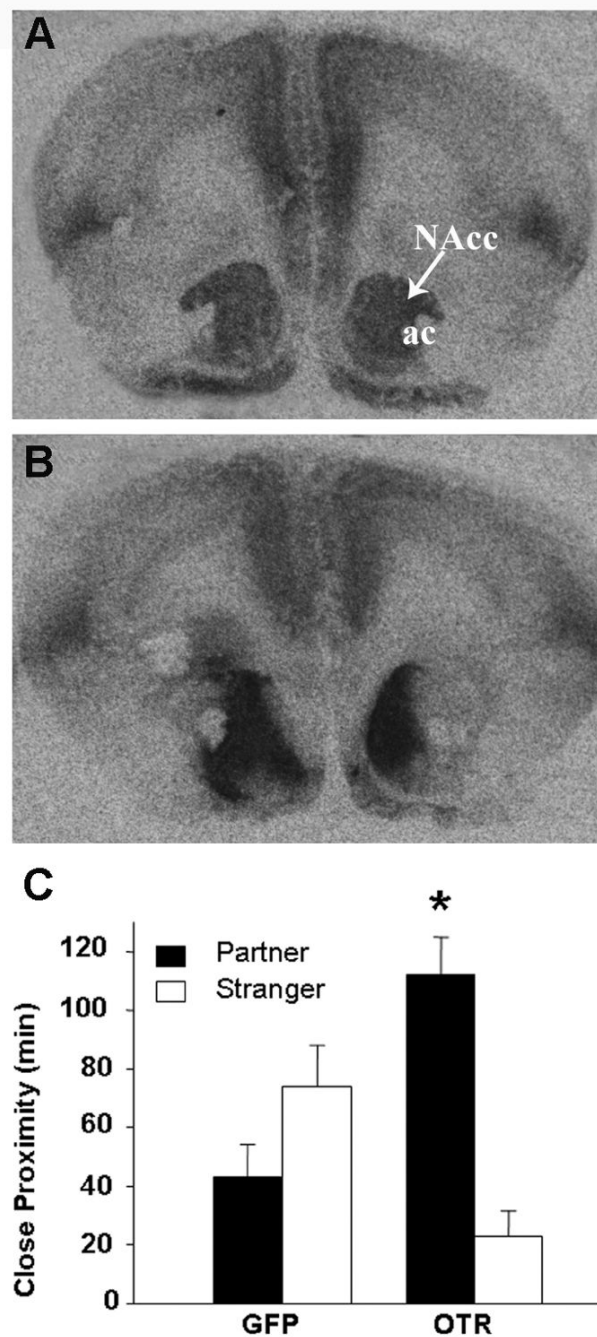 A
NAcc
ac
B
C
*
Partner
Stranger
Close Proximity (min)
120
100
80
60
40
20
0
GFP OTR